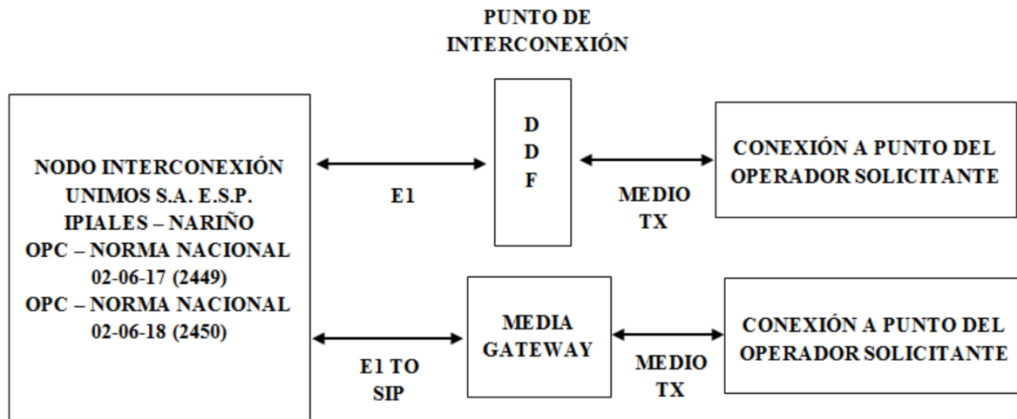 PUNTO DE
INTERCONEXIÓN
NODO INTERCONEXIÓN
UNIMOS S.A. E.S.P.
IPIALES – NARIÑO
OPC – NORMA NACIONAL
02-06-17 (2449)
OPC – NORMA NACIONAL
02-06-18 (2450)
E1
D
D
F
MEDIO
TX
CONEXIÓN A PUNTO DEL
OPERADOR SOLICITANTE
E1 TO
SIP
MEDIA
GATEWAY
MEDIO
TX
CONEXIÓN A PUNTO DEL
OPERADOR SOLICITANTE